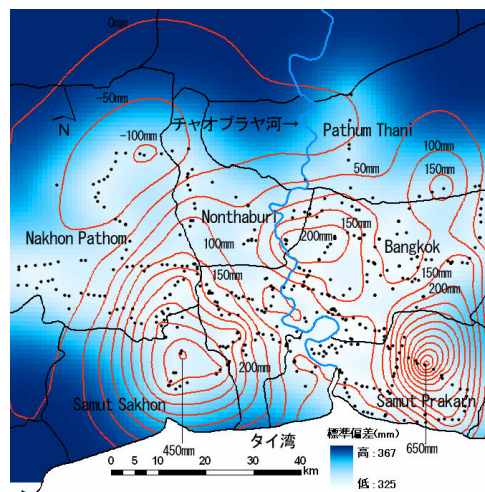 0mm
-50mm
N
-100mm
チャオプラヤ河→
Pathum Thani
100mm
50mm
150mm
Nonthaburi
150mm
200mm
Nakhon Pathom
100mm
Bangkok
150mm
150mm
200mm
200mm
Samut Sakhon
Samut Prakarn
タイ湾
標準偏差(mm)
450mm
650mm
高：367
0 5 10 20 30 40
km
低：325